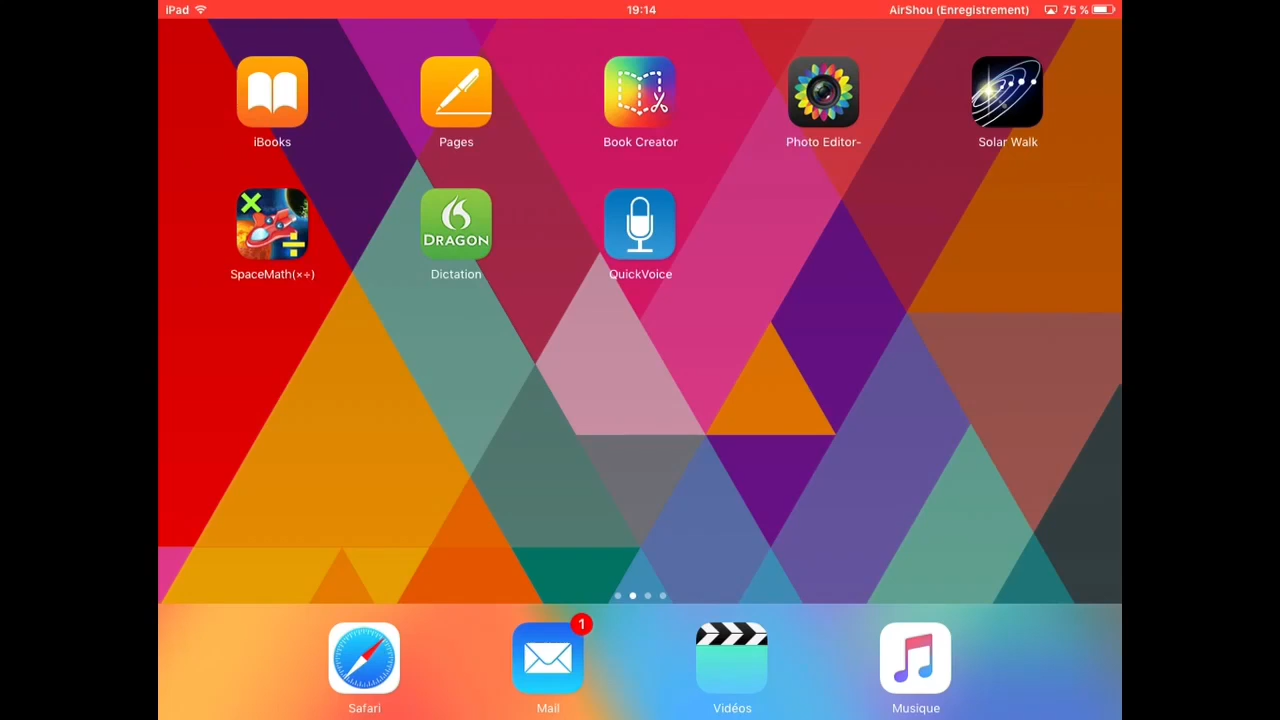 iPad 19:14 AirShou (Enregistrement) 75 %
iBooks Pages Book Creator Photo Editor- Solar Walk
DRAGON
SpaceMath(×÷) Dictation QuickVoice
1
Safari Mail Vidéos Musique